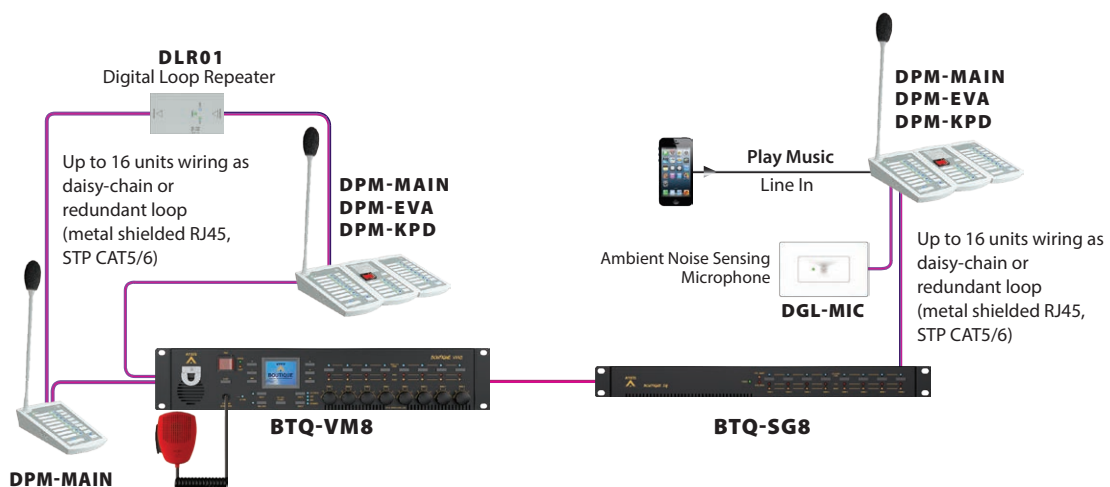 DLR01
Digital Loop Repeater
Up to 16 units wiring as
daisy-chain or
redundant loop
(metal shielded RJ45,
STP CAT5/6)
DPM-MAIN
DPM-EVA
DPM-KPD
DPM-MAIN
BTQ-VM8
DPM-MAIN
DPM-EVA
DPM-KPD
Play Music
Line In
Ambient Noise Sensing
Microphone
DGL-MIC
Up to 16 units wiring as
daisy-chain or
redundant loop
(metal shielded RJ45,
STP CAT5/6)
BTQ-SG8
BOUTIQUE